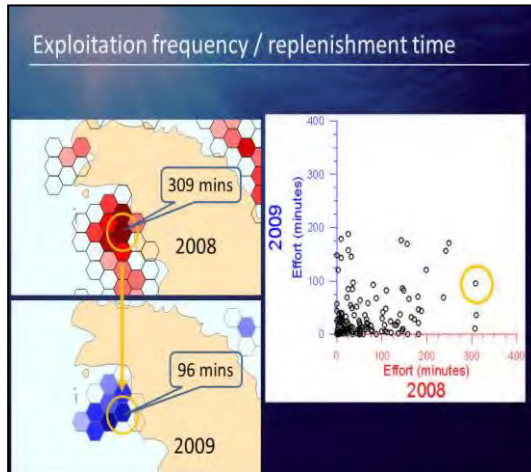 Exploitation frequency / replenishment time
309 mins
2008
96 mins
2009
400
300
200
100
0
2009
Effort (minutes)
0 100 200 300 400
Effort (minutes)
2008